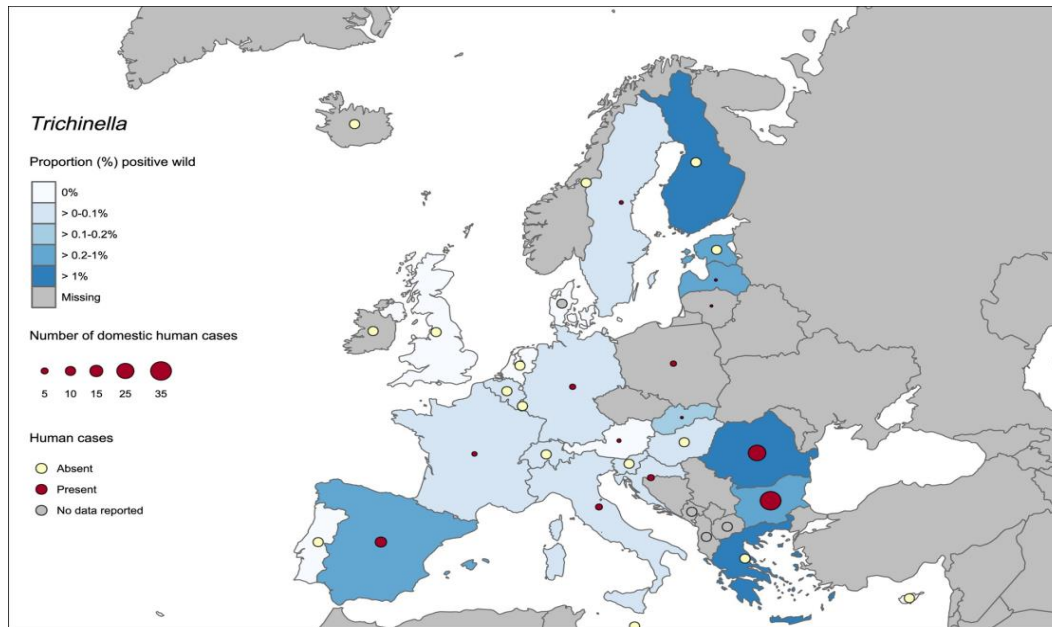 Trichinella
Proportion (%) positive wild
0%
> 0-0.1%
> 0.1-0.2%
> 0.2-1%
> 1%
Missing
Number of domestic human cases
5 10 15 25 35
Human cases
Absent
Present
No data reported